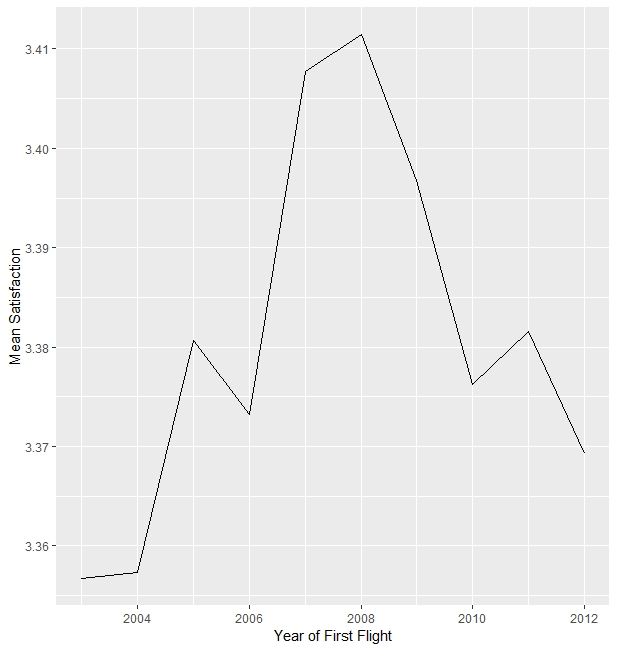 3.41
3.40
3.39
3.38
3.37
3.36
Mean Satisfaction
2004 2006 2008 2010 2012
Year of First Flight